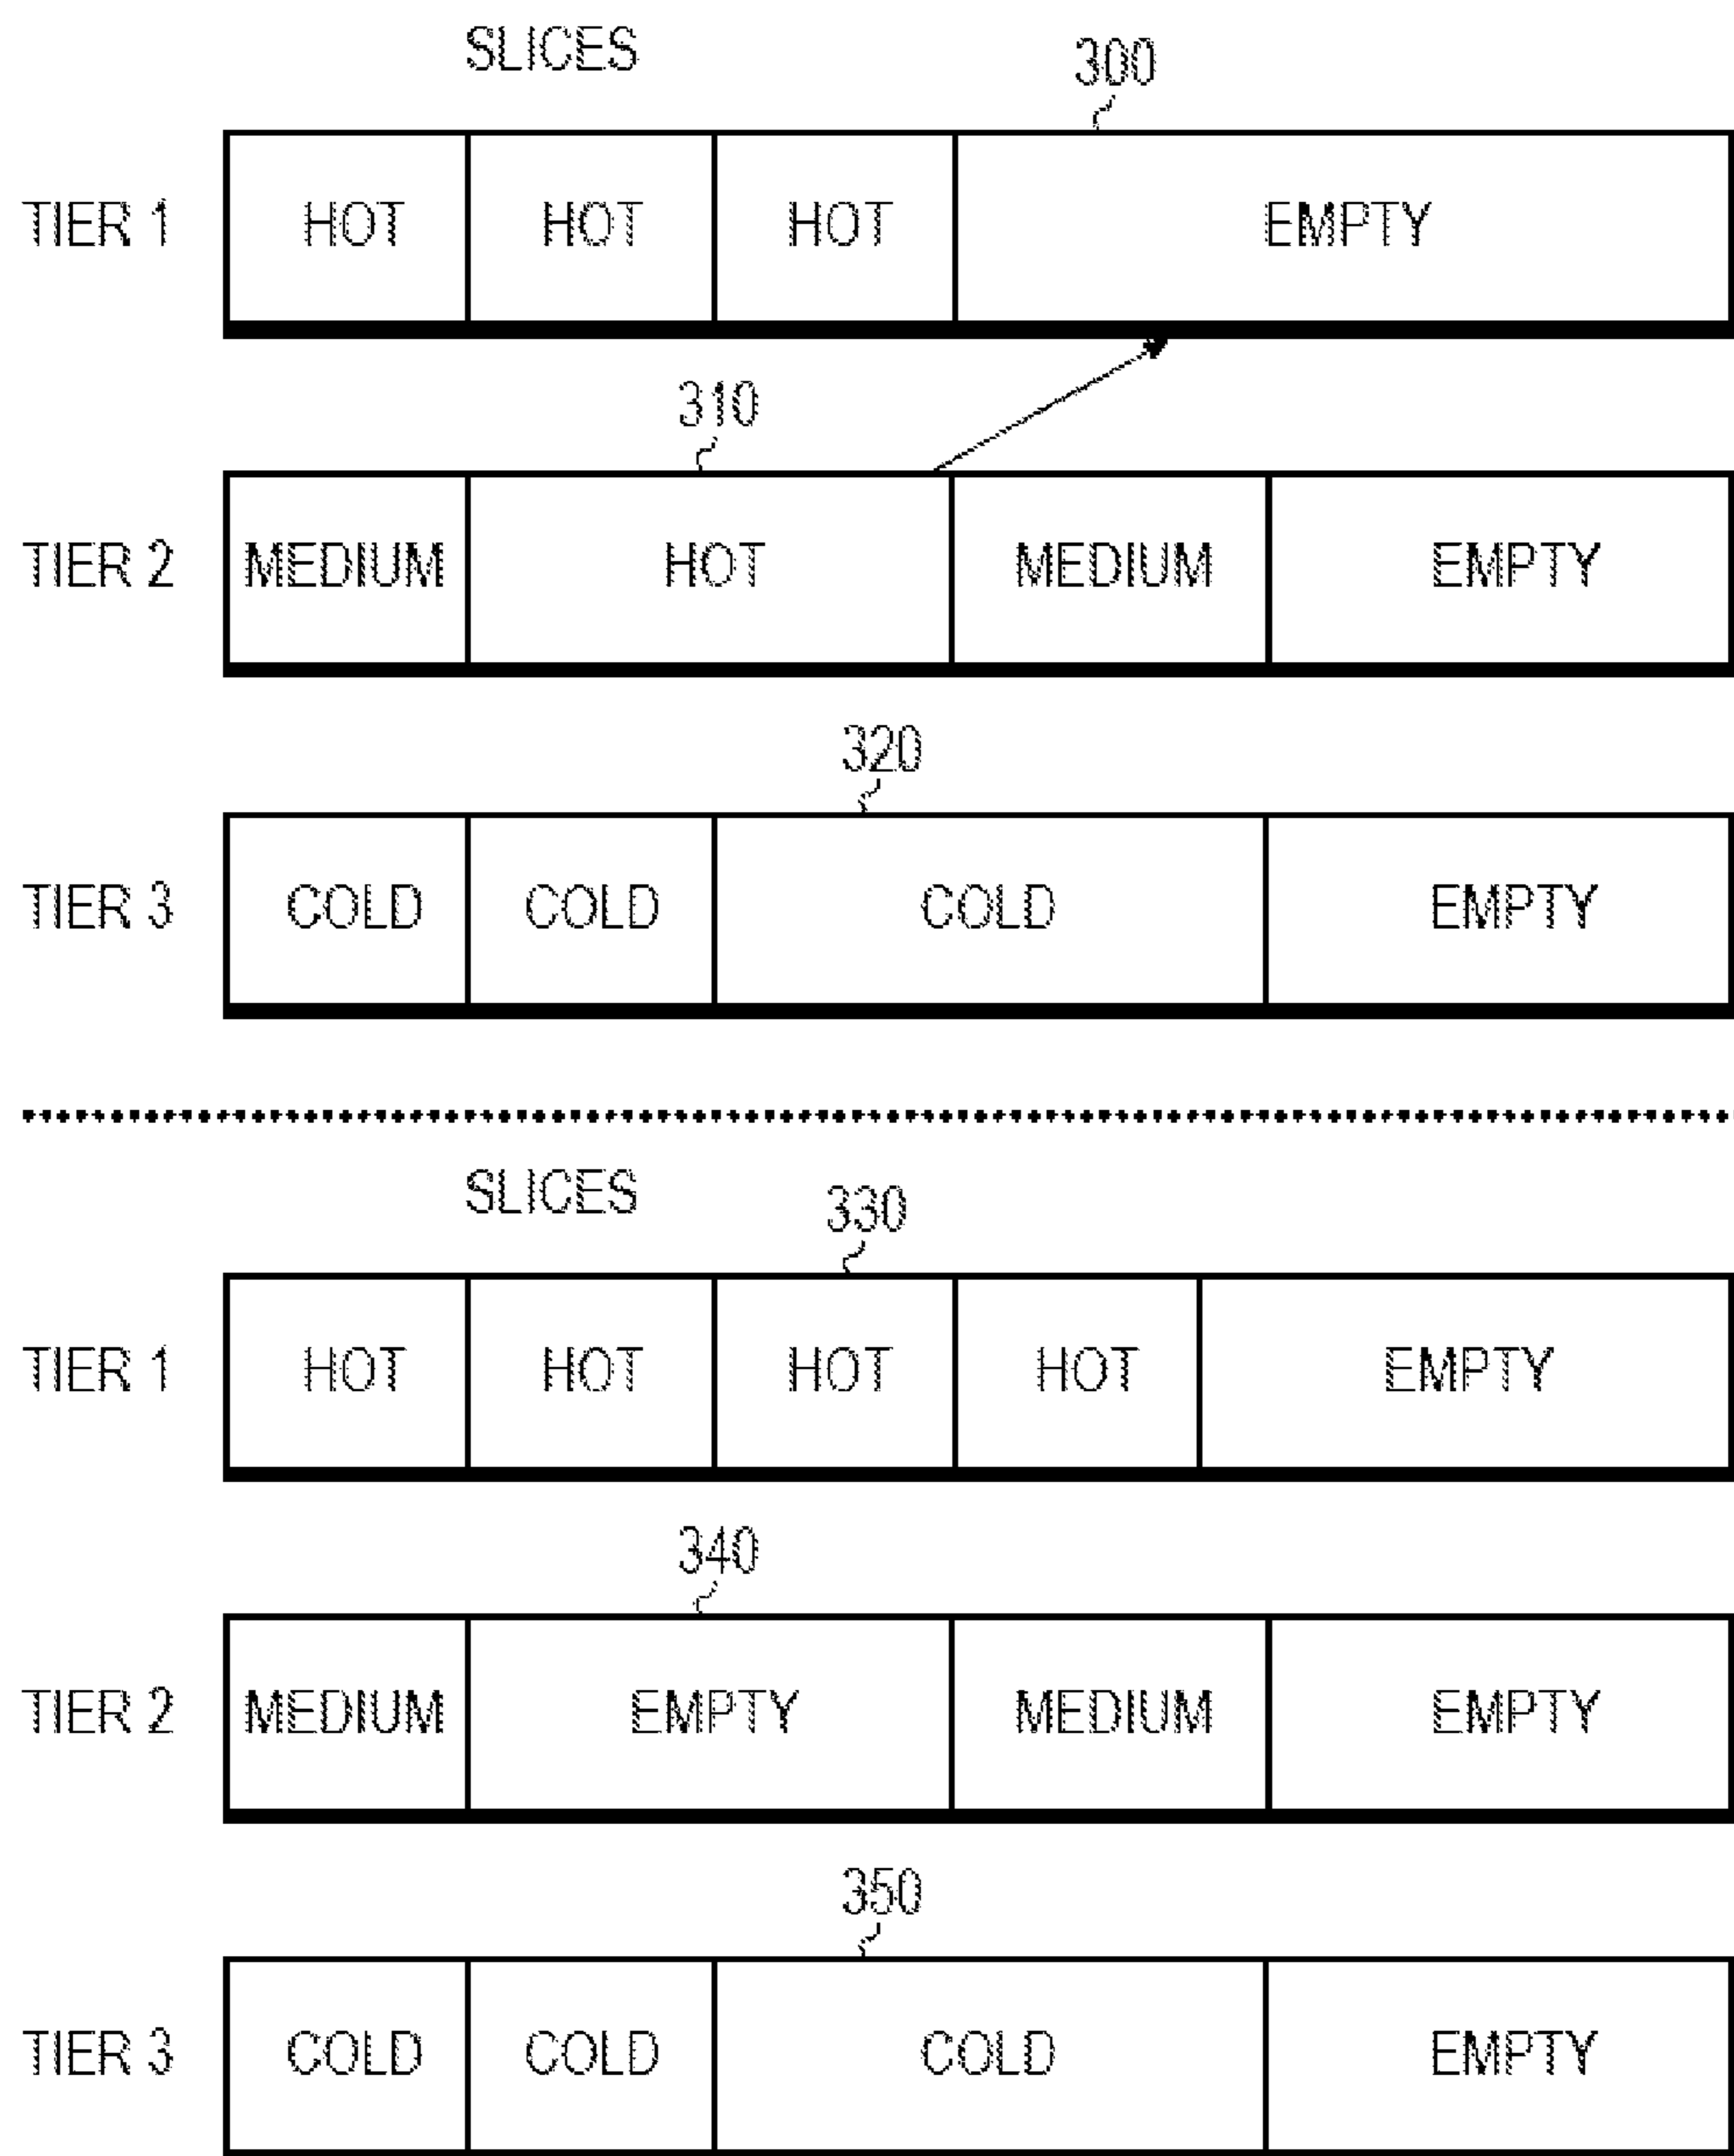 SLICES 300
TIER 1 HOT HOT HOT EMPTY
310
TIER 2 MEDIUM HOT MEDIUM EMPTY
320
TIER 3 COLD COLD COLD EMPTY
SLICES 330
TIER 1 HOT HOT HOT HOT EMPTY
340
TIER 2 MEDIUM EMPTY MEDIUM EMPTY
350
TIER 3 COLD COLD COLD EMPTY